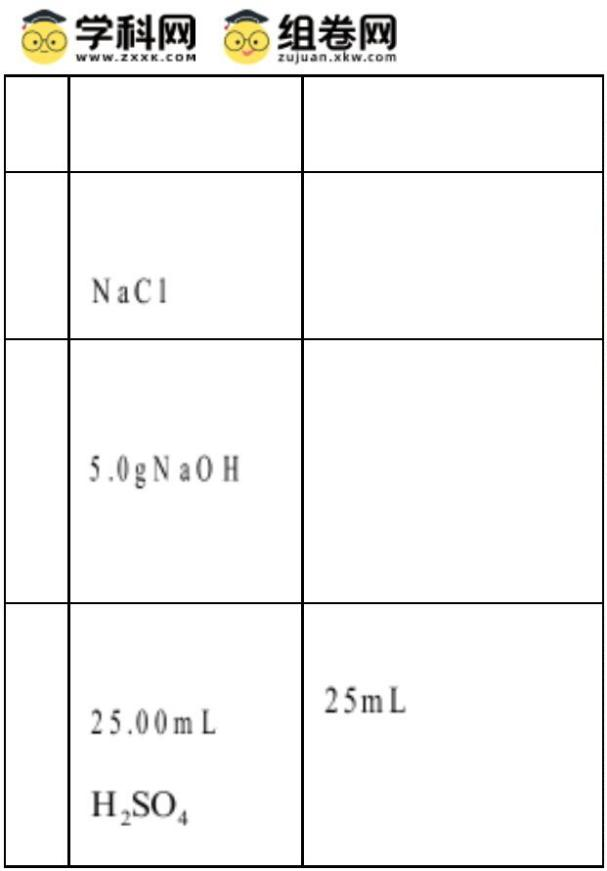 学科网 组卷网
www.zxxk.com zujuan.xkw.com
NaCl
5.0gNaOH
25mL
25.00mL
H₂SO₄